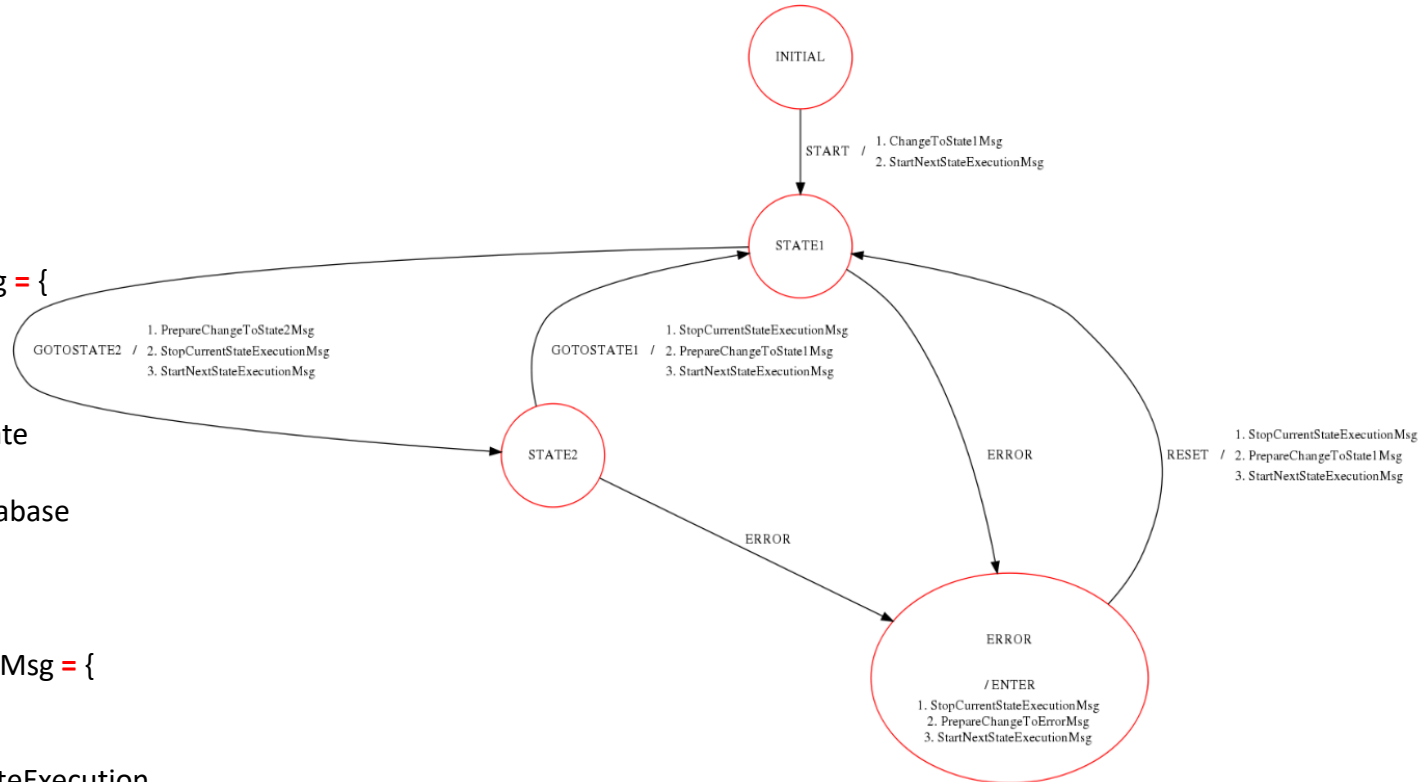 INITIAL
START / 1. ChangeToState1Msg
2. StartNextStateExecutionMsg
STATE1
g = {
GOTOSTATE2 / 1. PrepareChangeToState2Msg
2. StopCurrentStateExecutionMsg
3. StartNextStateExecutionMsg
GOTOSTATE1 / 1. StopCurrentStateExecutionMsg
2. PrepareChangeToState1Msg
3. StartNextStateExecutionMsg
te
STATE2
ERROR
RESET / 1. StopCurrentStateExecutionMsg
2. PrepareChangeToState1Msg
3. StartNextStateExecutionMsg
abase
ERROR
Msg = {
ERROR
/ ENTER
1. StopCurrentStateExecutionMsg
2. PrepareChangeToErrorMsg
3. StartNextStateExecutionMsg
teExecution